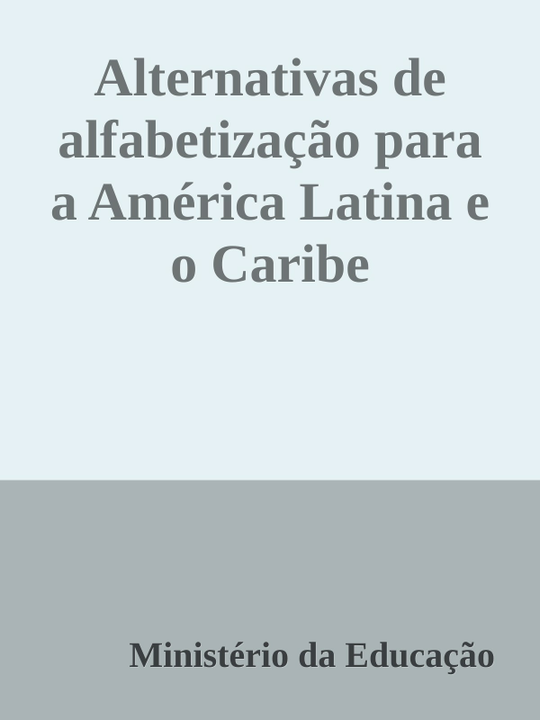 Alternativas de
alfabetização para
a América Latina e
o Caribe
Ministério da Educação